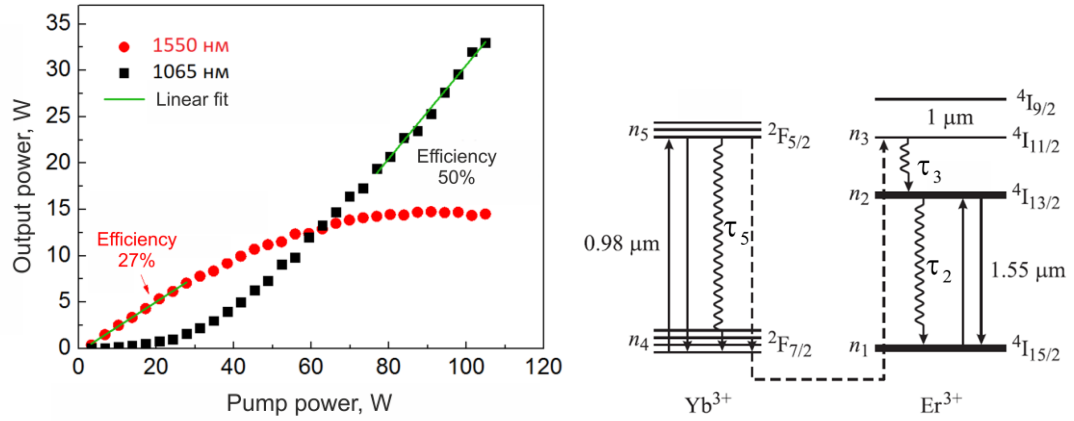 35
30
25
20
15
10
5
0
Output power, W
1550 нм
1065 нм
Linear fit
Efficiency
50%
Efficiency
27%
0 20 40 60 80 100 120
Pump power, W
n₅
²F₅/₂
0.98 µm
τ₅
n₄
²F₇/₂
Yb³⁺
⁴I₉/₂
1 µm
n₃
⁴I₁₁/₂
τ₃
n₂
⁴I₁₃/₂
τ₂
1.55 µm
n₁
⁴I₁₅/₂
Er³⁺